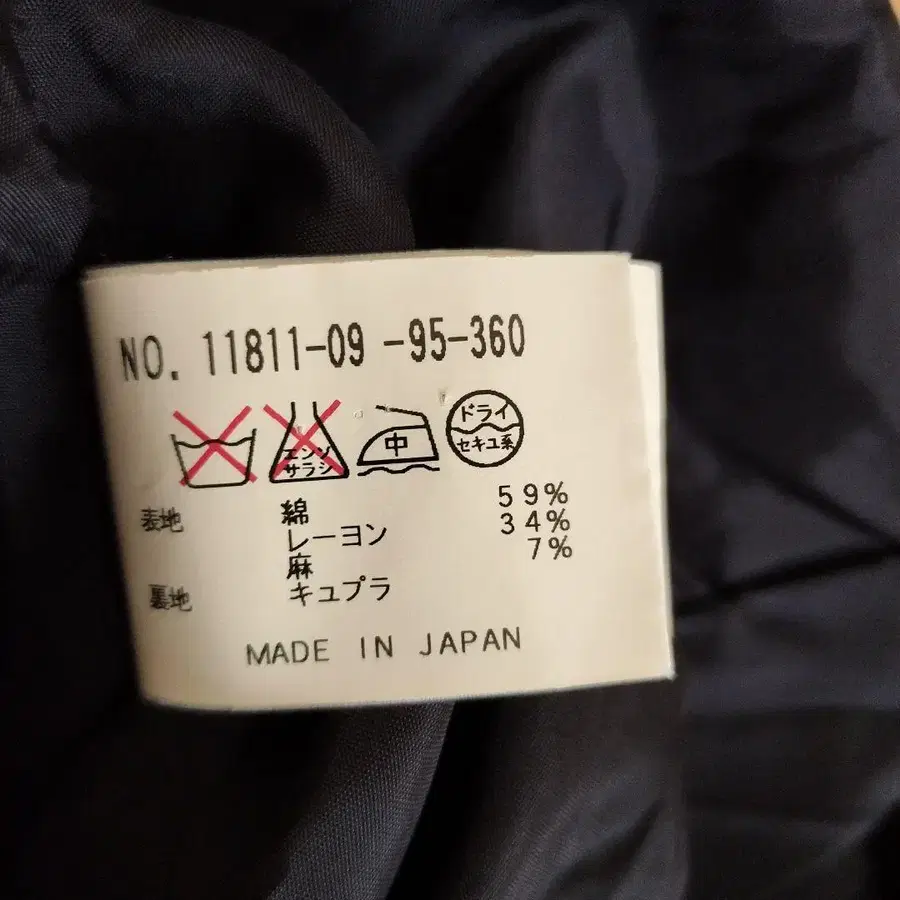 NO. 11811-09 -95-360
エンソ
サラシ
中
ドライ
セキユ系
表地 綿 59%
レーヨン 34%
麻 7%
裏地 キュプラ
MADE IN JAPAN